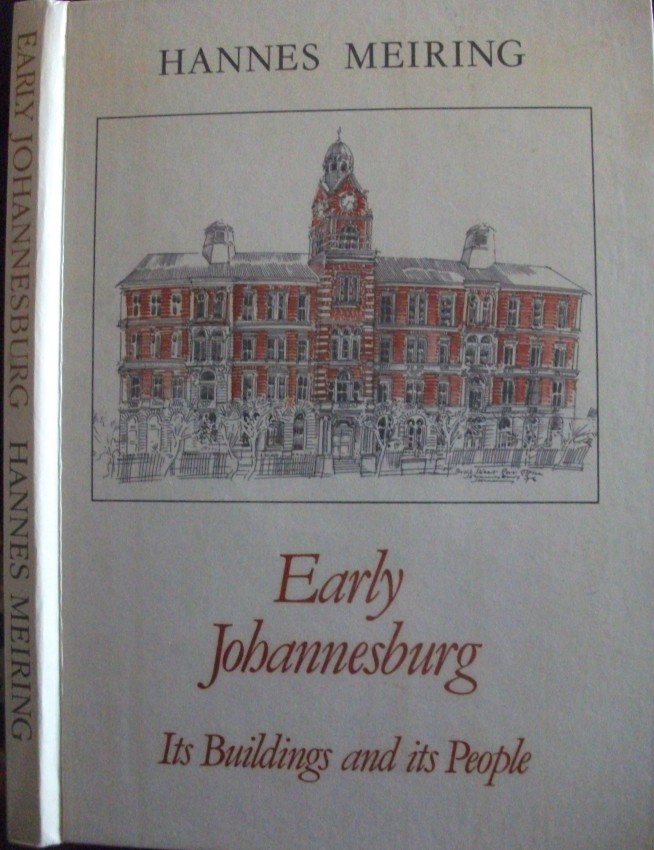 HANNES MEIRING
Early
Johannesburg
Its Buildings and its People
EARLY JOHANNESBURG HANNES MEIRING